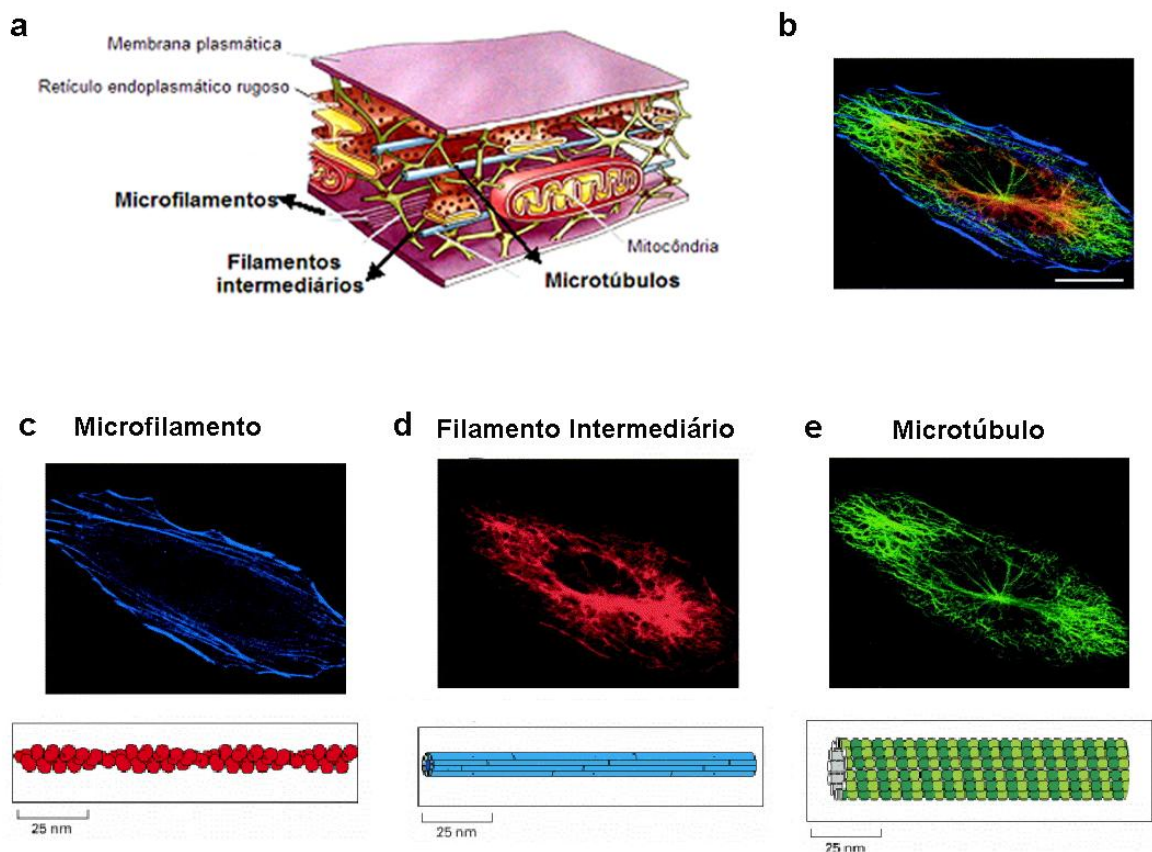 a
Membrana plasmática
Retículo endoplasmático rugoso
Microfilamentos
Filamentos
intermediários
Mitocôndria
Microtúbulos
b
c Microfilamento
d Filamento Intermediário
e Microtúbulo
25 nm
25 nm
25 nm